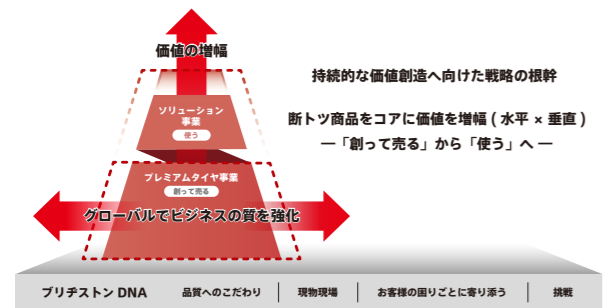 価値の増幅
持続的な価値創造へ向けた戦略の根幹
ソリューション
事業
使う
断トツ商品をコアに価値を増幅 ( 水平 × 垂直 )
―「創って売る」から「使う」へ ―
プレミアムタイヤ事業
創って売る
グローバルでビジネスの質を強化
ブリヂストン DNA 品質へのこだわり 現物現場 お客様の困りごとに寄り添う 挑戦